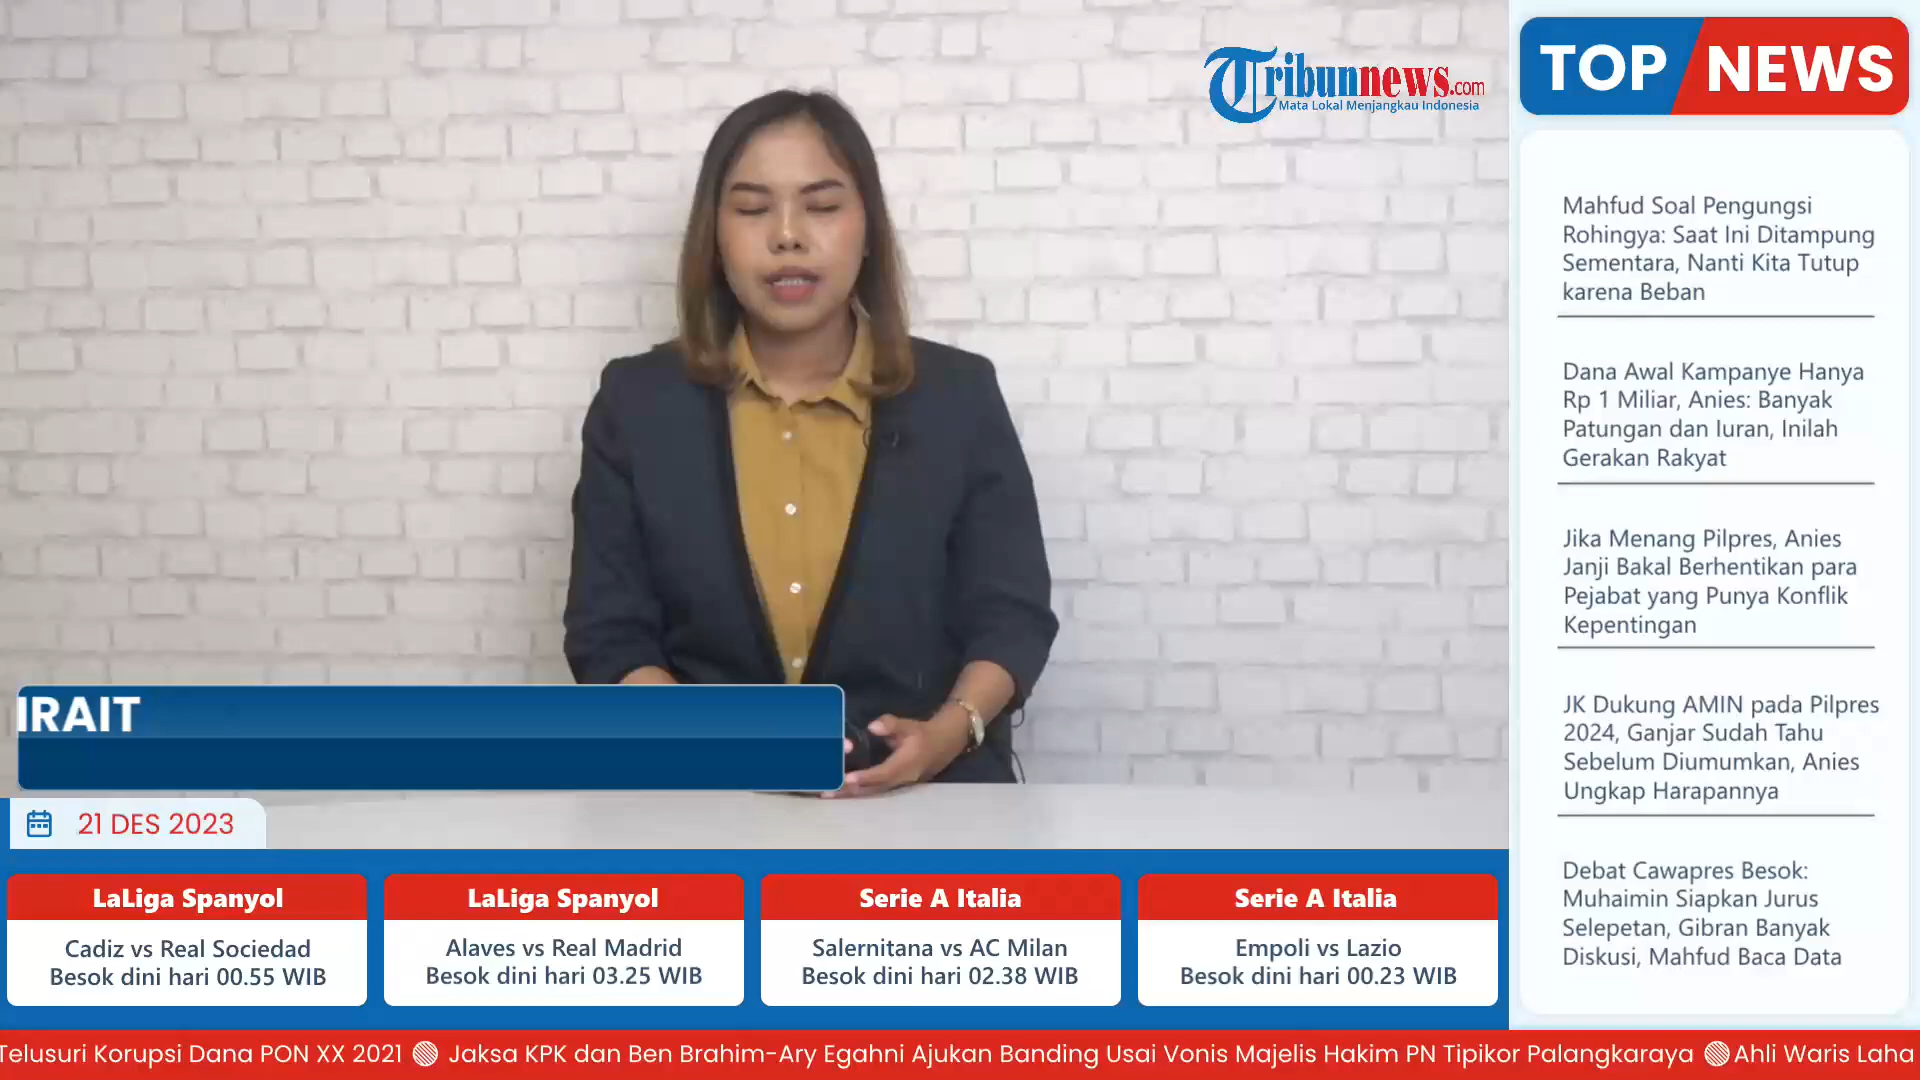 Tribunnews.com
Mata Lokal Menjangkau Indonesia
TOP NEWS
Mahfud Soal Pengungsi
Rohingya: Saat Ini Ditampung
Sementara, Nanti Kita Tutup
karena Beban
Dana Awal Kampanye Hanya
Rp 1 Miliar, Anies: Banyak
Patungan dan Iuran, Inilah
Gerakan Rakyat
Jika Menang Pilpres, Anies
Janji Bakal Berhentikan para
Pejabat yang Punya Konflik
Kepentingan
JK Dukung AMIN pada Pilpres
2024, Ganjar Sudah Tahu
Sebelum Diumumkan, Anies
Ungkap Harapannya
Debat Cawapres Besok:
Muhaimin Siapkan Jurus
Selepetan, Gibran Banyak
Diskusi, Mahfud Baca Data
IRAIT
21 DES 2023
LaLiga Spanyol
Cadiz vs Real Sociedad
Besok dini hari 00.55 WIB
LaLiga Spanyol
Alaves vs Real Madrid
Besok dini hari 03.25 WIB
Serie A Italia
Salernitana vs AC Milan
Besok dini hari 02.38 WIB
Serie A Italia
Empoli vs Lazio
Besok dini hari 00.23 WIB
Telusuri Korupsi Dana PON XX 2021 Jaksa KPK dan Ben Brahim-Ary Egahni Ajukan Banding Usai Vonis Majelis Hakim PN Tipikor Palangkaraya Ahli Waris Laha